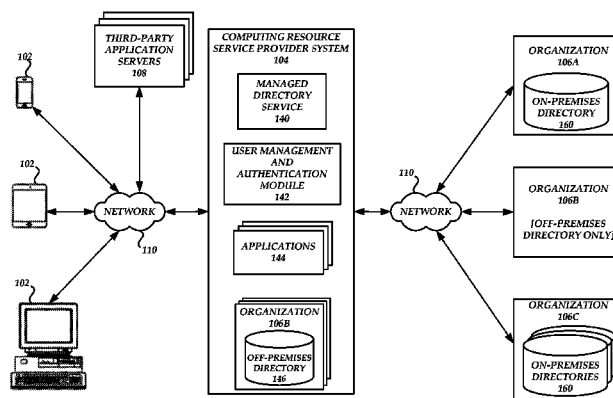 102
THIRD-PARTY
APPLICATION
SERVERS
108
102
102
NETWORK
110
COMPUTING RESOURCE
SERVICE PROVIDER SYSTEM
104
MANAGED
DIRECTORY
SERVICE
140
USER MANAGEMENT
AND
AUTHENTICATION
MODULE
142
APPLICATIONS
144
ORGANIZATION
106B
OFF-PREMISES
DIRECTORY
146
110
NETWORK
ORGANIZATION
106A
ON-PREMISES
DIRECTORY
160
ORGANIZATION
106B
[OFF-PREMISES
DIRECTORY ONLY]
ORGANIZATION
106C
ON-PREMISES
DIRECTORIES
160